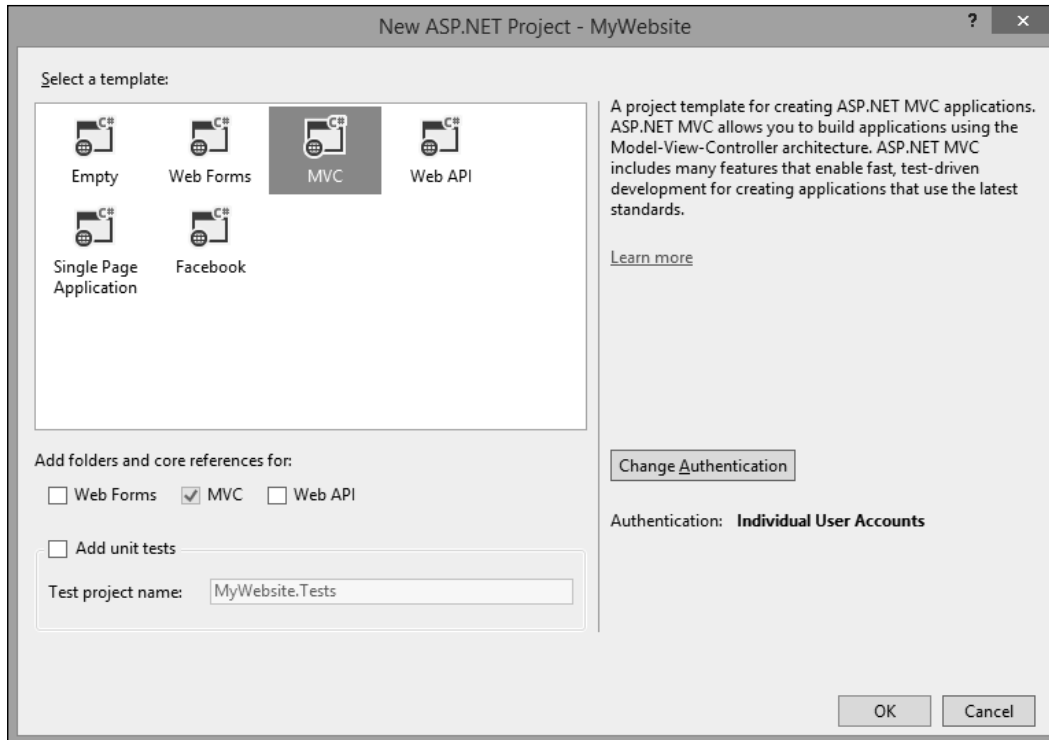 New ASP.NET Project - MyWebsite
? ×
Select a template:
C# C# C# C#
Empty Web Forms MVC Web API
C# C#
Single Page Application Facebook
A project template for creating ASP.NET MVC applications.
ASP.NET MVC allows you to build applications using the
Model-View-Controller architecture. ASP.NET MVC
includes many features that enable fast, test-driven
development for creating applications that use the latest
standards.
Learn more
Add folders and core references for:
Web Forms MVC Web API
Add unit tests
Test project name: MyWebsite.Tests
Change Authentication
Authentication: Individual User Accounts
OK Cancel